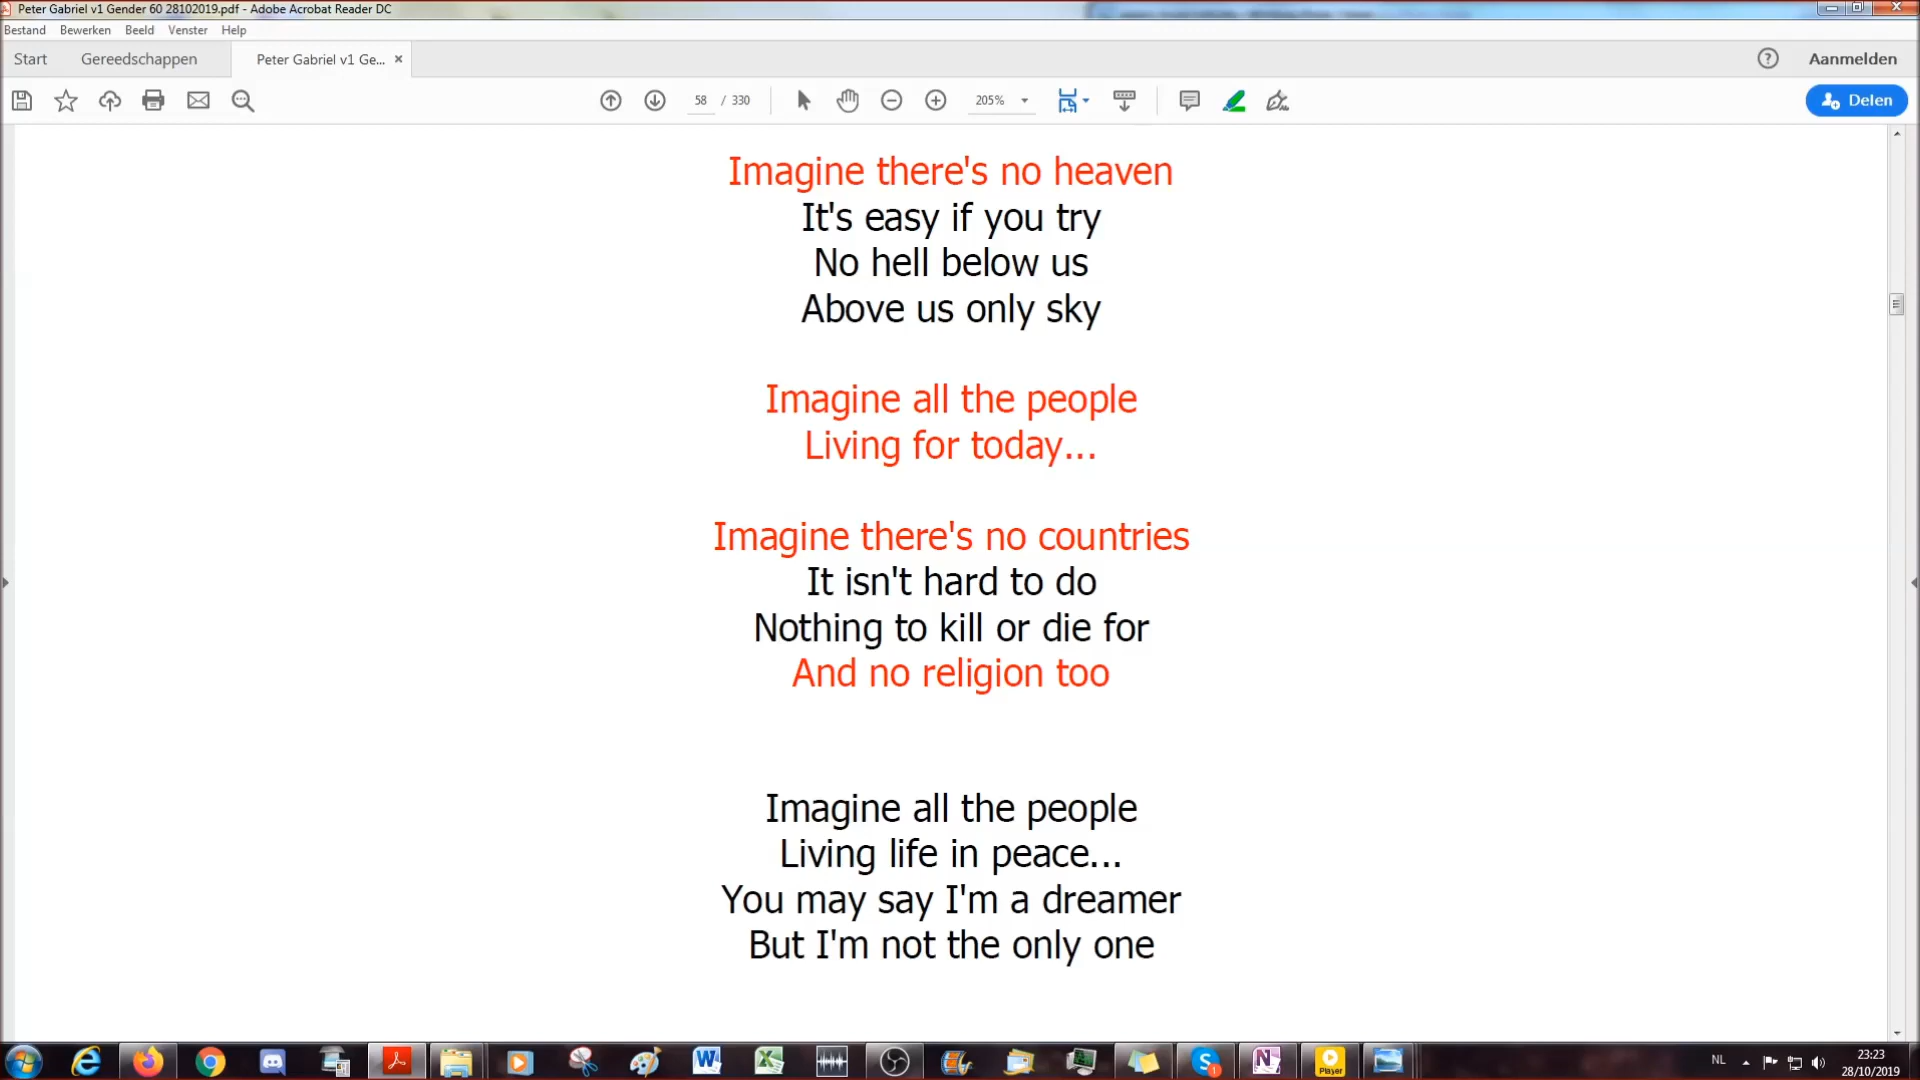 Peter Gabriel v1 Gender 60 28102019.pdf - Adobe Acrobat Reader DC
Bestand Bewerken Beeld Venster Help
Start Gereedschappen Peter Gabriel v1 Ge... Aanmelden
58 / 330 205% Delen
Imagine there's no heaven
It's easy if you try
No hell below us
Above us only sky
Imagine all the people
Living for today...
Imagine there's no countries
It isn't hard to do
Nothing to kill or die for
And no religion too
Imagine all the people
Living life in peace...
You may say I'm a dreamer
But I'm not the only one
Player
NL 23:23
28/10/2019